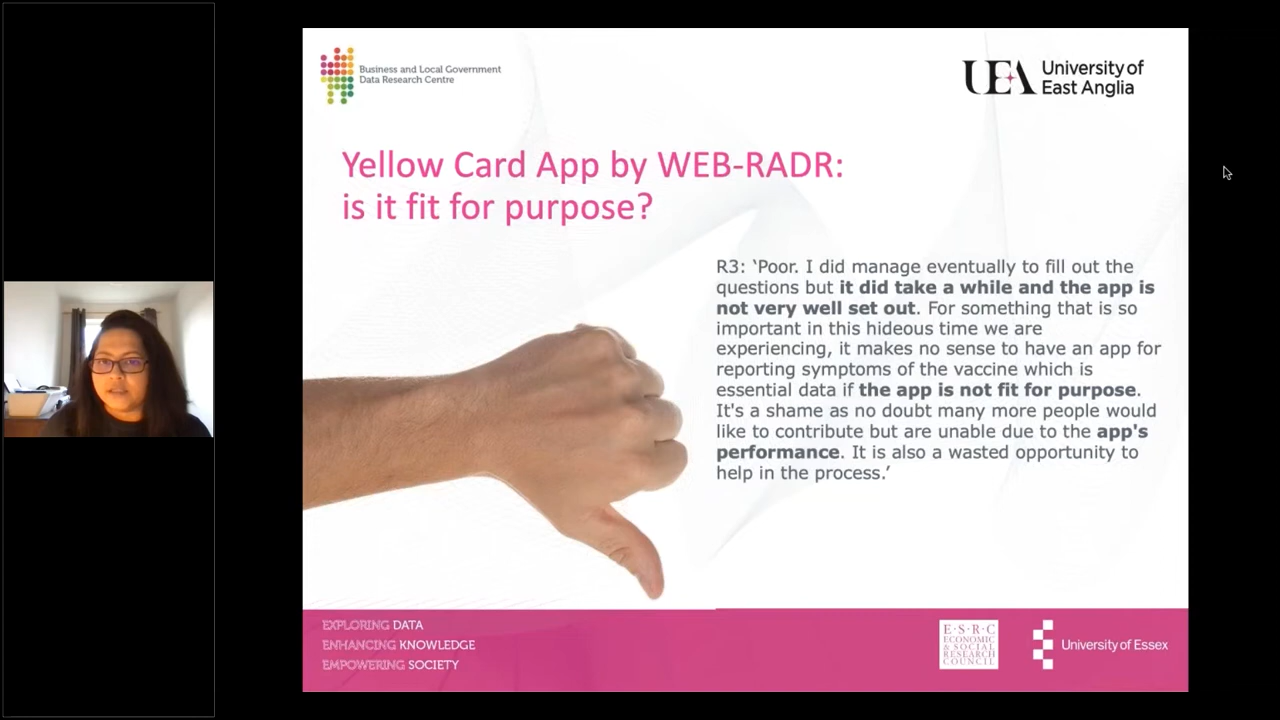 Business and Local Government
Data Research Centre
UEA University of
East Anglia
Yellow Card App by WEB-RADR:
is it fit for purpose?
R3: ‘Poor. I did manage eventually to fill out the
questions but it did take a while and the app is
not very well set out. For something that is so
important in this hideous time we are
experiencing, it makes no sense to have an app for
reporting symptoms of the vaccine which is
essential data if the app is not fit for purpose.
It's a shame as no doubt many more people would
like to contribute but are unable due to the app's
performance. It is also a wasted opportunity to
help in the process.’
EXPLORING DATA
ENHANCING KNOWLEDGE
EMPOWERING SOCIETY
E·S·R·C
ECONOMIC
& SOCIAL
RESEARCH
COUNCIL
University of Essex